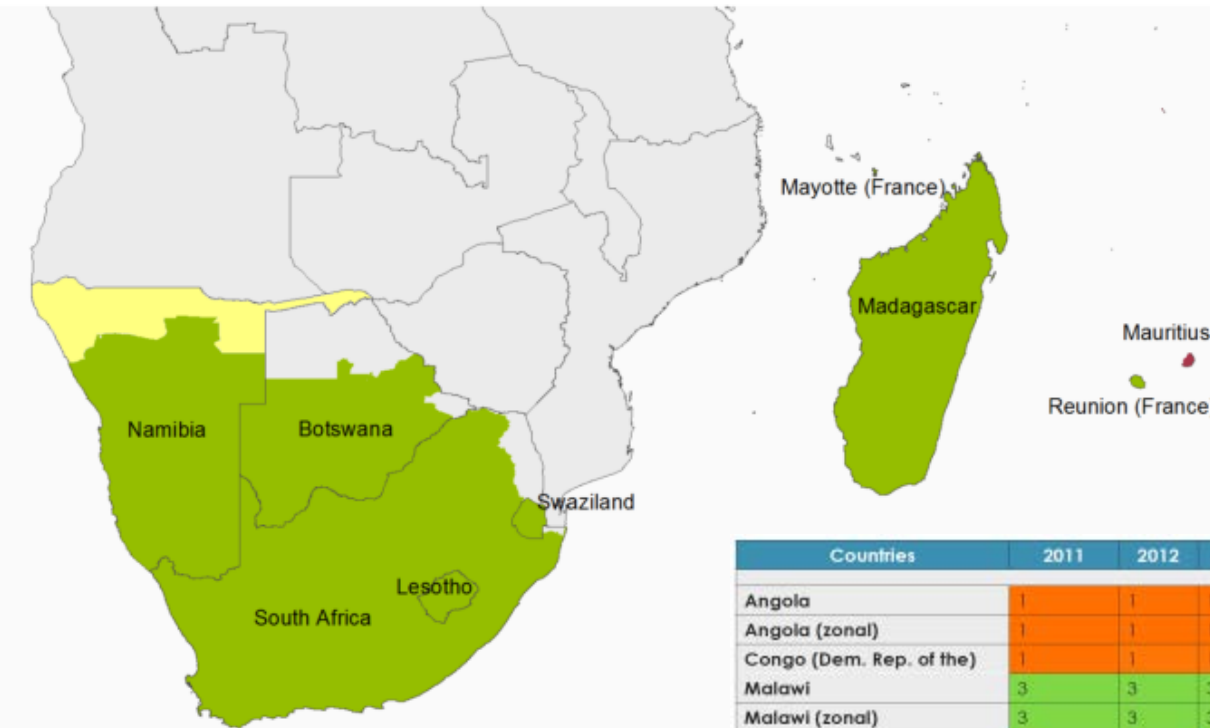 Mayotte (France)
Madagascar
Mauritius
Reunion (France
Namibia
Botswana
Swaziland
Lesotho
South Africa
Countries 2011 2012
Angola 1 1
Angola (zonal) 1 1
Congo (Dem. Rep. of the) 1 1
Malawi 3 3
Malawi (zonal) 3 3